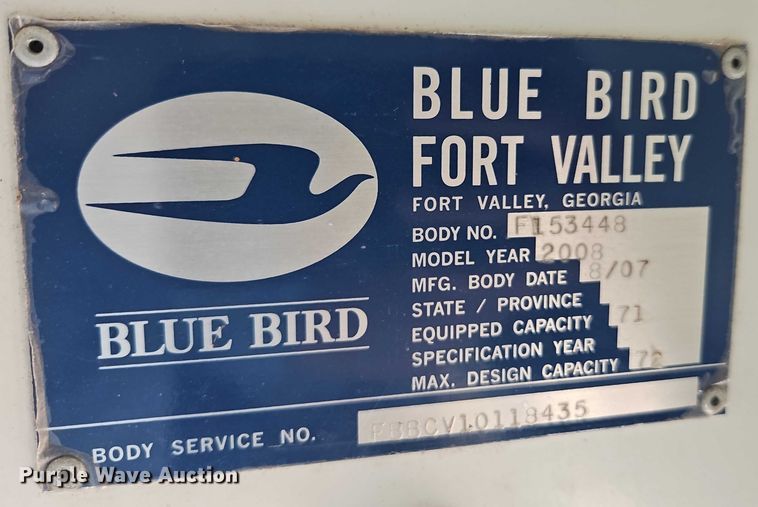 BLUE BIRD
BLUE BIRD
FORT VALLEY
FORT VALLEY, GEORGIA
BODY NO. F153448
MODEL YEAR 2008
MFG. BODY DATE 8/07
STATE / PROVINCE
EQUIPPED CAPACITY 71
SPECIFICATION YEAR
MAX. DESIGN CAPACITY
BODY SERVICE NO.
Purple Wave Auction